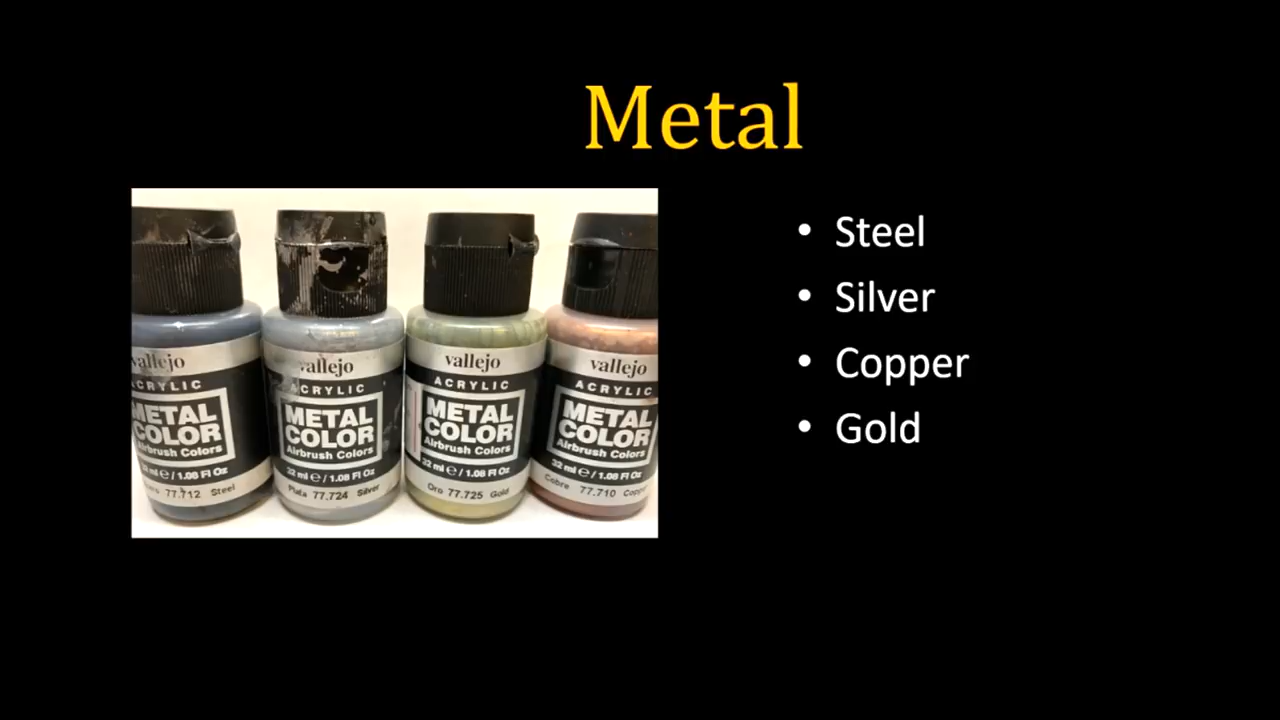 Metal
• Steel
• Silver
• Copper
• Gold
vallejo
ACRYLIC
METAL
COLOR
Airbrush Colors
77.712 Steel
vallejo
ACRYLIC
METAL
COLOR
Airbrush Colors
32 ml ℮ / 1.08 Fl Oz
Plata 77.724 Silver
vallejo
ACRYLIC
METAL
COLOR
Airbrush Colors
32 ml ℮ / 1.08 Fl Oz
Oro 77.725 Gold
vallejo
ACRYLIC
METAL
COLOR
Airbrush Colors
32 ml ℮ / 1.08 Fl Oz
Cobre 77.710